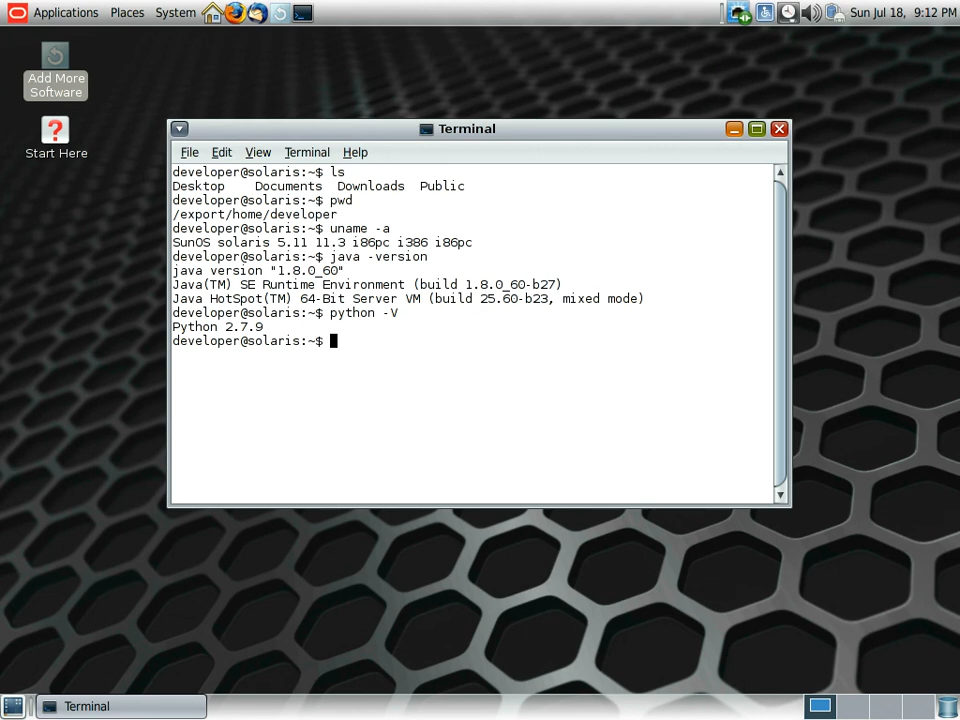 Applications Places System Sun Jul 18, 9:12 PM
Add More
Software
Start Here
Terminal
File Edit View Terminal Help
developer@solaris:~$ ls
Desktop Documents Downloads Public
developer@solaris:~$ pwd
/export/home/developer
developer@solaris:~$ uname -a
SunOS solaris 5.11 11.3 i86pc i386 i86pc
developer@solaris:~$ java -version
java version "1.8.0_60"
Java(TM) SE Runtime Environment (build 1.8.0_60-b27)
Java HotSpot(TM) 64-Bit Server VM (build 25.60-b23, mixed mode)
developer@solaris:~$ python -V
Python 2.7.9
developer@solaris:~$
Terminal